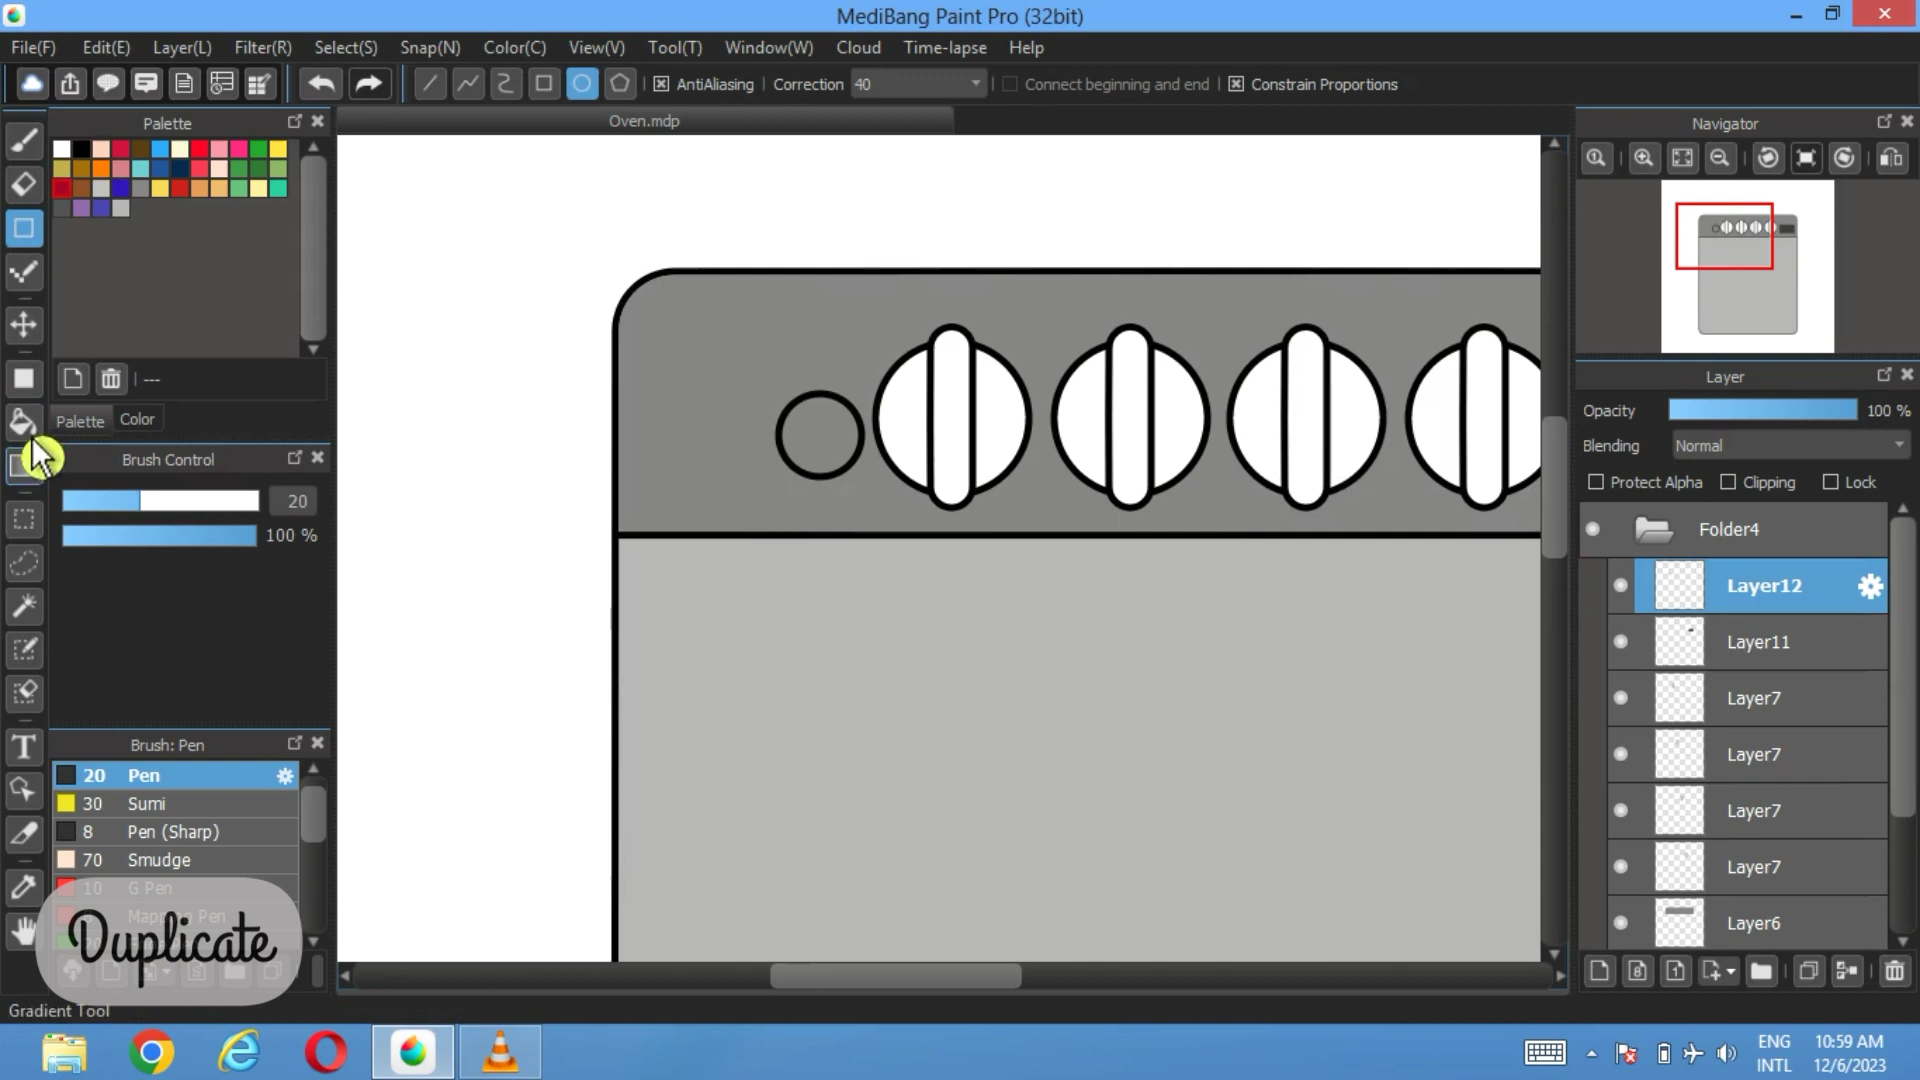 MediBang Paint Pro (32bit)
File(F) Edit(E) Layer(L) Filter(R) Select(S) Snap(N) Color(C) View(V) Tool(T) Window(W) Cloud Time-lapse Help
AntiAliasing Correction 40 Connect beginning and end Constrain Proportions
Palette
Oven.mdp
Navigator
---
Palette Color
Layer
Opacity 100 %
Blending Normal
Protect Alpha Clipping Lock
Brush Control
20
100 %
Folder4
Layer12
Layer11
Layer7
Layer7
Layer7
Layer7
Layer6
Brush: Pen
20 Pen
30 Sumi
8 Pen (Sharp)
70 Smudge
10 G Pen
Mapping Pen
Duplicate
Gradient Tool
ENG
INTL
10:59 AM
12/6/2023